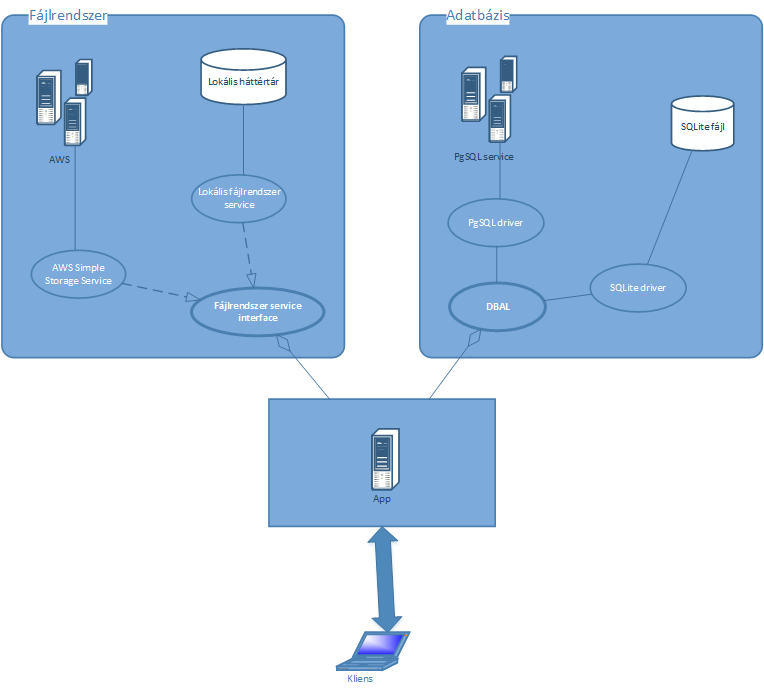 Fájlrendszer
Adatbázis
Lokális háttértár
AWS
SQLite fájl
PgSQL service
Lokális fájlrendszer
service
PgSQL driver
AWS Simple
Storage Service
SQLite driver
Fájlrendszer service
interface
DBAL
App
Kliens